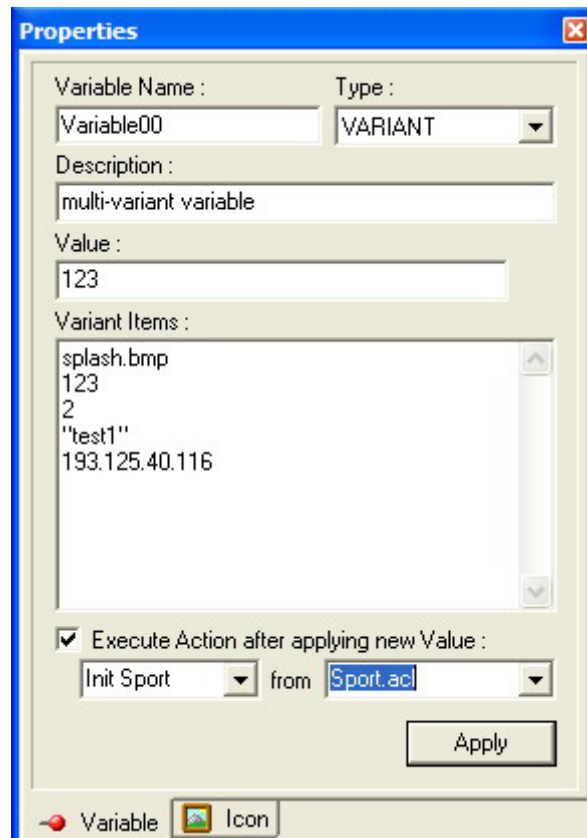 Properties
Variable Name : Type :
Variable00 VARIANT
Description :
multi-variant variable
Value :
123
Variant Items :
splash.bmp
123
2
"test1"
193.125.40.116
Execute Action after applying new Value :
Init Sport from Sport.acl
Apply
Variable Icon